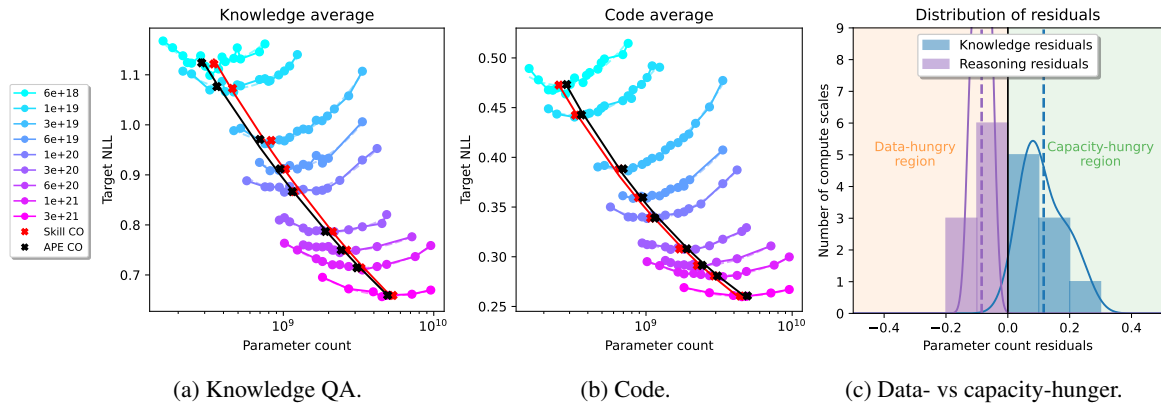 Knowledge average
Code average
Distribution of residuals
6e+18
1e+19
3e+19
6e+19
1e+20
3e+20
6e+20
1e+21
3e+21
Skill CO
APE CO
Target NLL
1.1
1.0
0.9
0.8
0.7
10^9
10^10
Parameter count
Target NLL
0.50
0.45
0.40
0.35
0.30
0.25
10^9
10^10
Parameter count
Number of compute scales
9
8
7
6
5
4
3
2
1
0
Knowledge residuals
Reasoning residuals
Data-hungry
region
Capacity-hungry
region
−0.4
−0.2
0.0
0.2
0.4
Parameter count residuals
(a) Knowledge QA.
(b) Code.
(c) Data- vs capacity-hunger.